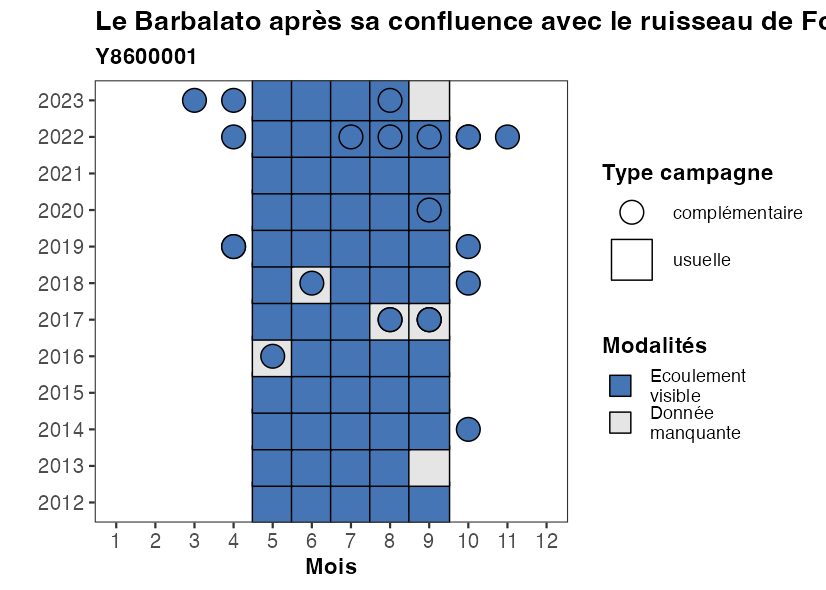 Le Barbalato après sa confluence avec le ruisseau de Fo
Y8600001
2023
2022
2021
2020
2019
2018
2017
2016
2015
2014
2013
2012
1 2 3 4 5 6 7 8 9 10 11 12
Mois
Type campagne
complémentaire
usuelle
Modalités
Ecoulement
visible
Donnée
manquante